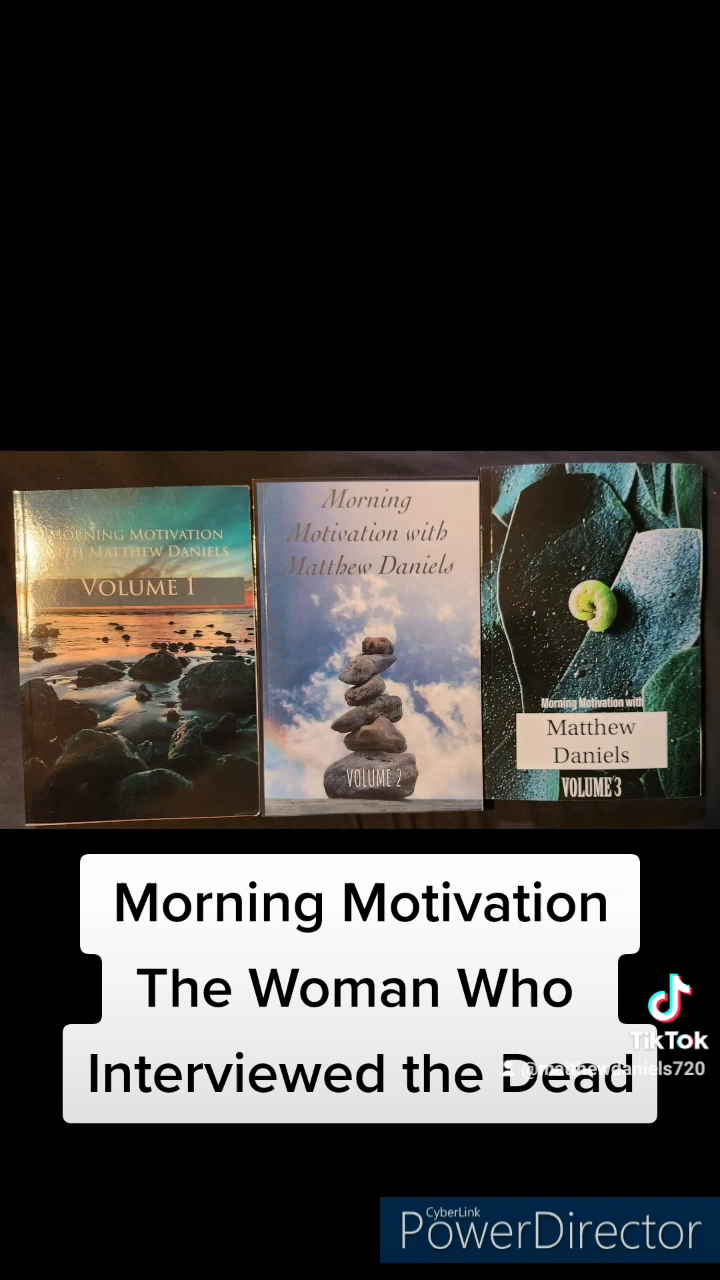 MORNING MOTIVATION
WITH MATTHEW DANIELS
VOLUME 1
Morning
Motivation with
Matthew Daniels
VOLUME 2
Morning Motivation with
Matthew
Daniels
VOLUME 3
Morning Motivation
The Woman Who
Interviewed the Dead
TikTok
@matthewdaniels720
CyberLink
PowerDirector